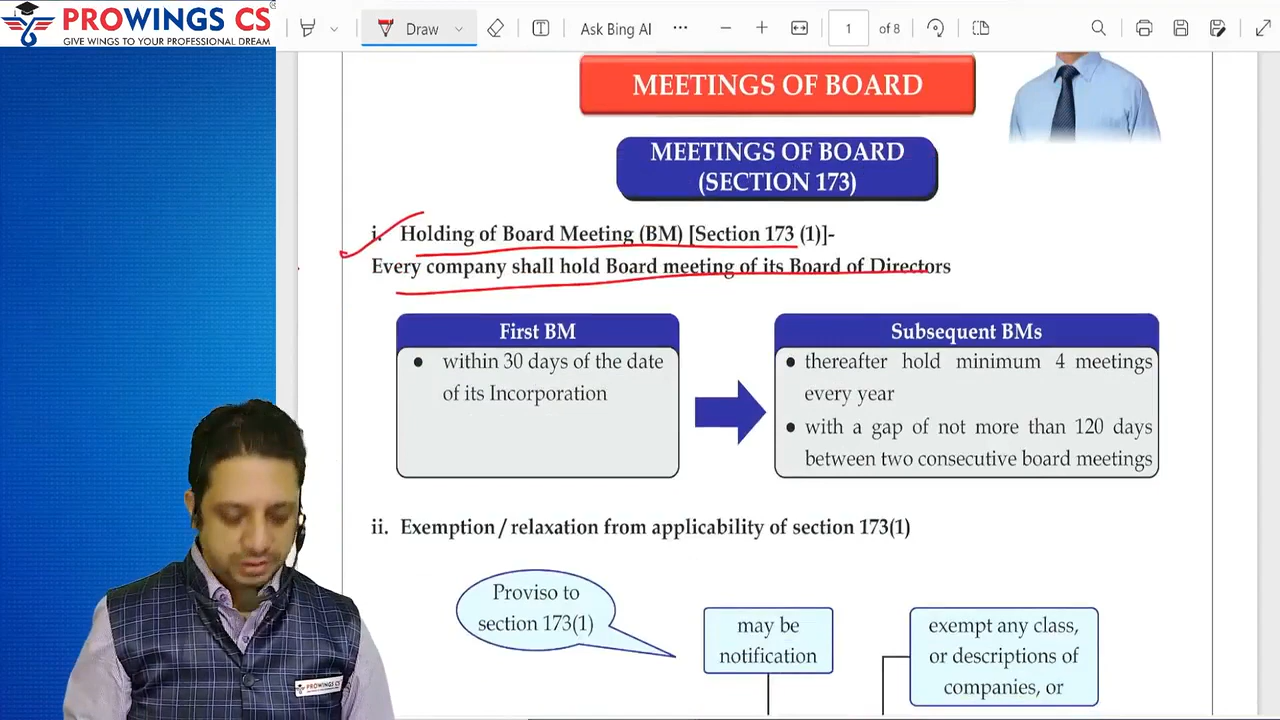 PROWINGS CS
GIVE WINGS TO YOUR PROFESSIONAL DREAM
Draw
Ask Bing AI
1
of 8
MEETINGS OF BOARD
MEETINGS OF BOARD
(SECTION 173)
i. Holding of Board Meeting (BM) [Section 173 (1)]-
Every company shall hold Board meeting of its Board of Directors
First BM
• within 30 days of the date
of its Incorporation
Subsequent BMs
• thereafter hold minimum 4 meetings
every year
• with a gap of not more than 120 days
between two consecutive board meetings
ii. Exemption / relaxation from applicability of section 173(1)
Proviso to
section 173(1)
may be
notification
exempt any class,
or descriptions of
companies, or
PROWINGS CS